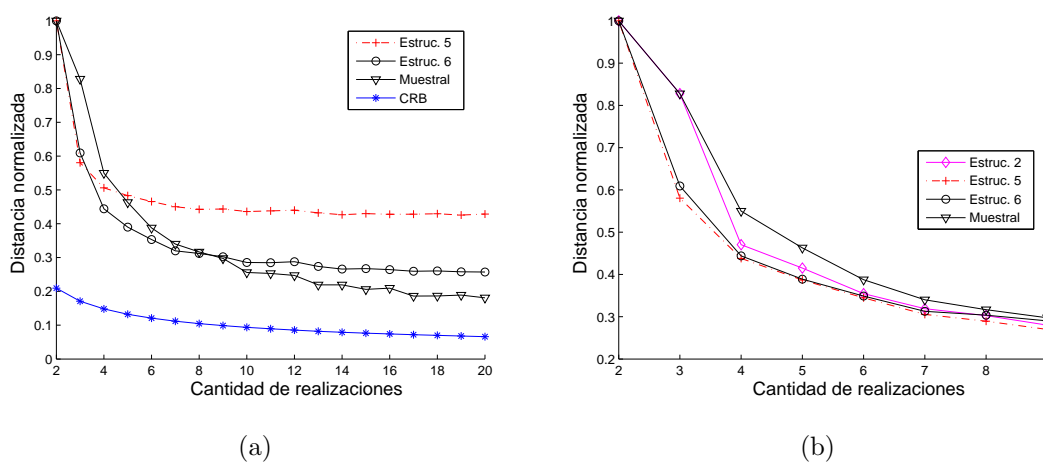 1
0.9
0.8
0.7
0.6
0.5
0.4
0.3
0.2
0.1
0
2 4 6 8 10 12 14 16 18 20
Distancia normalizada
Cantidad de realizaciones
Estruc. 5
Estruc. 6
Muestral
CRB
(a)
1
0.9
0.8
0.7
0.6
0.5
0.4
0.3
0.2
2 3 4 5 6 7 8
Distancia normalizada
Cantidad de realizaciones
Estruc. 2
Estruc. 5
Estruc. 6
Muestral
(b)